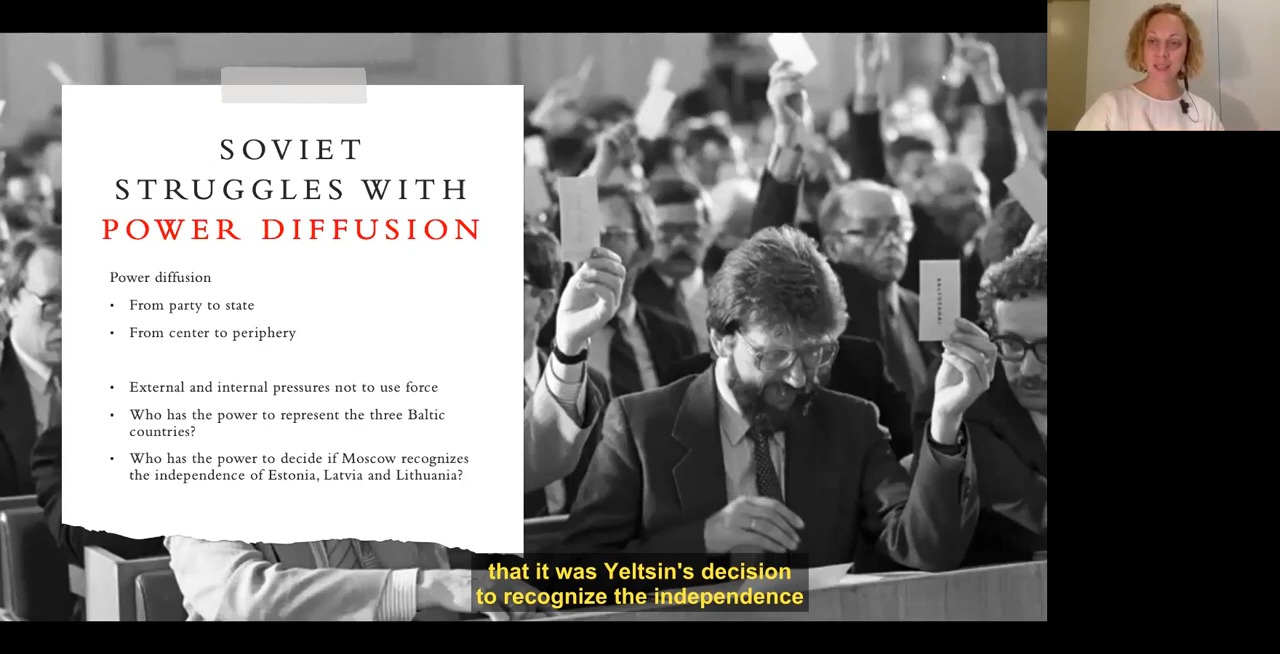 SOVIET
STRUGGLES WITH
POWER DIFFUSION
Power diffusion
• From party to state
• From center to periphery
• External and internal pressures not to use force
• Who has the power to represent the three Baltic
countries?
• Who has the power to decide if Moscow recognizes
the independence of Estonia, Latvia and Lithuania?
that it was Yeltsin's decision
to recognize the independence